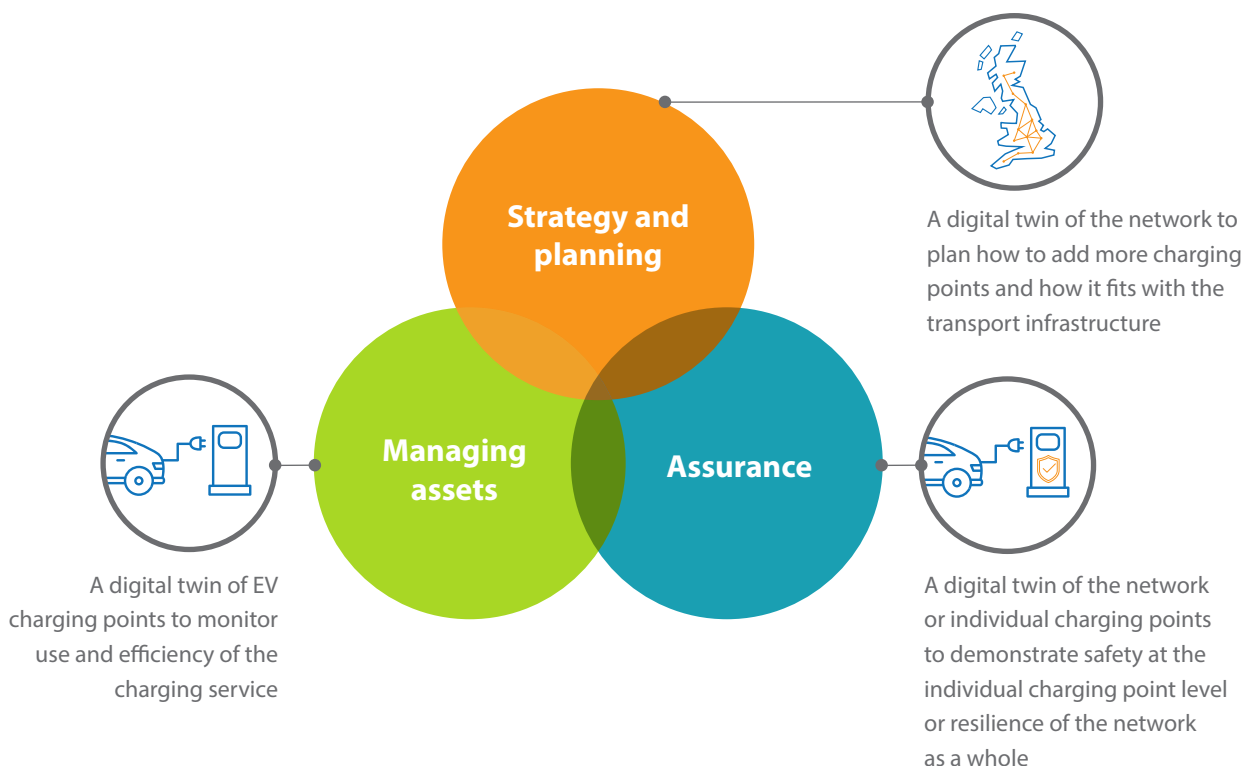 Strategy and
planning
A digital twin of the network to
plan how to add more charging
points and how it fits with the
transport infrastructure
Managing
assets
Assurance
A digital twin of EV
charging points to monitor
use and efficiency of the
charging service
A digital twin of the network
or individual charging points
to demonstrate safety at the
individual charging point level
or resilience of the network
as a whole